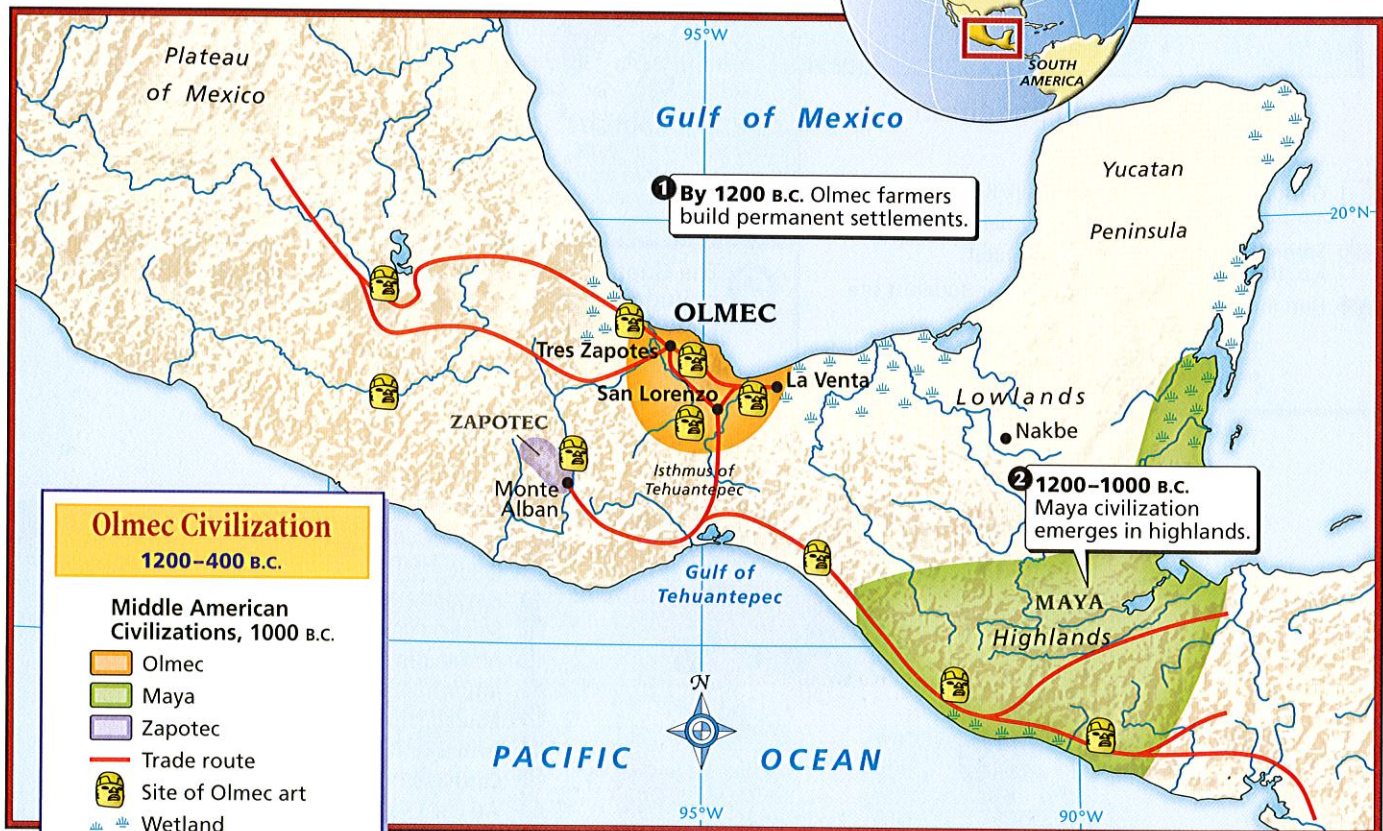 SOUTH
AMERICA
95°W
Plateau
of Mexico
Gulf of Mexico
Yucatan
Peninsula
20°N
1 By 1200 B.C. Olmec farmers
build permanent settlements.
OLMEC
Tres Zapotes
La Venta
San Lorenzo
Lowlands
Nakbe
ZAPOTEC
Isthmus of
Tehuantepec
Monte
Alban
2 1200–1000 B.C.
Maya civilization
emerges in highlands.
Gulf of
Tehuantepec
MAYA
Highlands
N
PACIFIC OCEAN
95°W
90°W
Olmec Civilization
1200–400 B.C.
Middle American
Civilizations, 1000 B.C.
Olmec
Maya
Zapotec
Trade route
Site of Olmec art
Wetland